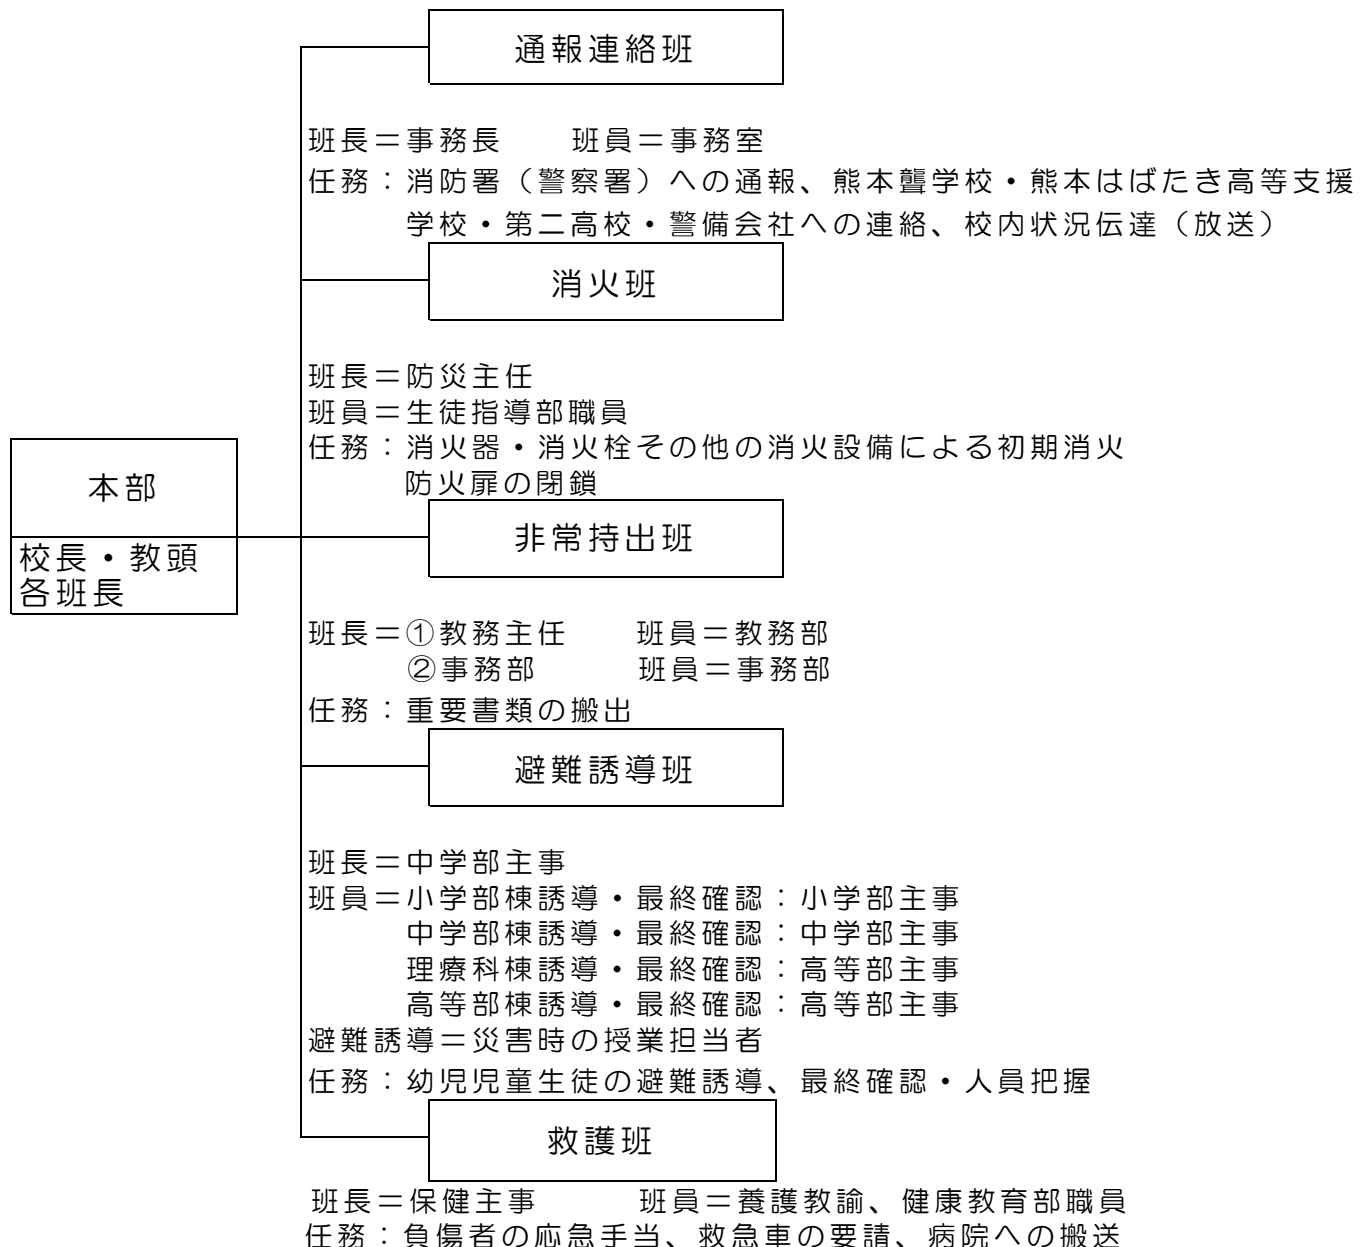 通報連絡班
班長＝事務長　　班員＝事務室
任務：消防署（警察署）への通報、熊本聾学校・熊本はばたき高等支援
学校・第二高校・警備会社への連絡、校内状況伝達（放送）
消火班
班長＝防災主任
班員＝生徒指導部職員
任務：消火器・消火栓その他の消火設備による初期消火
防火扉の閉鎖
本部
校長・教頭
各班長
非常持出班
班長＝①教務主任　　班員＝教務部
②事務部　　　班員＝事務部
任務：重要書類の搬出
避難誘導班
班長＝中学部主事
班員＝小学部棟誘導・最終確認：小学部主事
中学部棟誘導・最終確認：中学部主事
理療科棟誘導・最終確認：高等部主事
高等部棟誘導・最終確認：高等部主事
避難誘導＝災害時の授業担当者
任務：幼児児童生徒の避難誘導、最終確認・人員把握
救護班
班長＝保健主事　　　班員＝養護教諭、健康教育部職員
任務：負傷者の応急手当、救急車の要請、病院への搬送